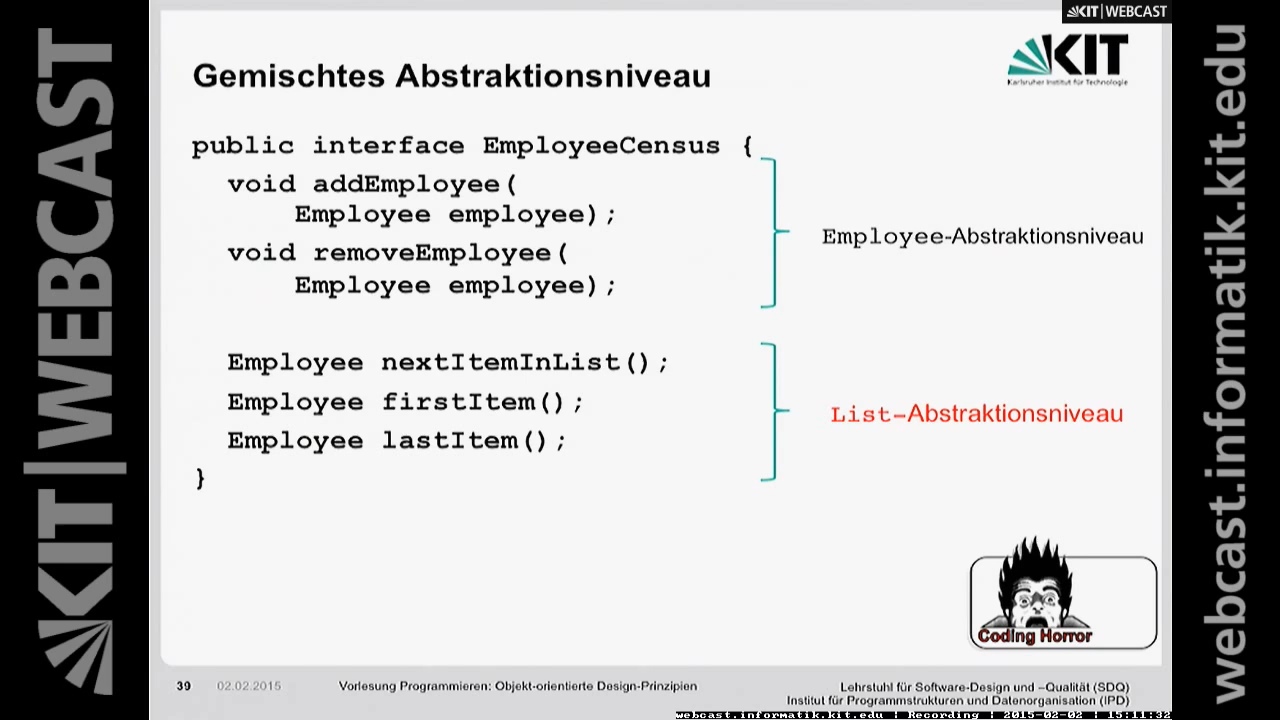 KIT|WEBCAST
KIT|WEBCAST
KIT
Karlsruher Institut für Technologie
Gemischtes Abstraktionsniveau
public interface EmployeeCensus {
void addEmployee(
Employee employee);
void removeEmployee(
Employee employee);
Employee-Abstraktionsniveau
Employee nextItemInList();
Employee firstItem();
Employee lastItem();
}
List-Abstraktionsniveau
Coding Horror
39 02.02.2015 Vorlesung Programmieren: Objekt-orientierte Design-Prinzipien
Lehrstuhl für Software-Design und –Qualität (SDQ)
Institut für Programmstrukturen und Datenorganisation (IPD)
webcast.informatik.kit.edu | Recording | 2015-02-02 | 15:11:32
webcast.informatik.kit.edu